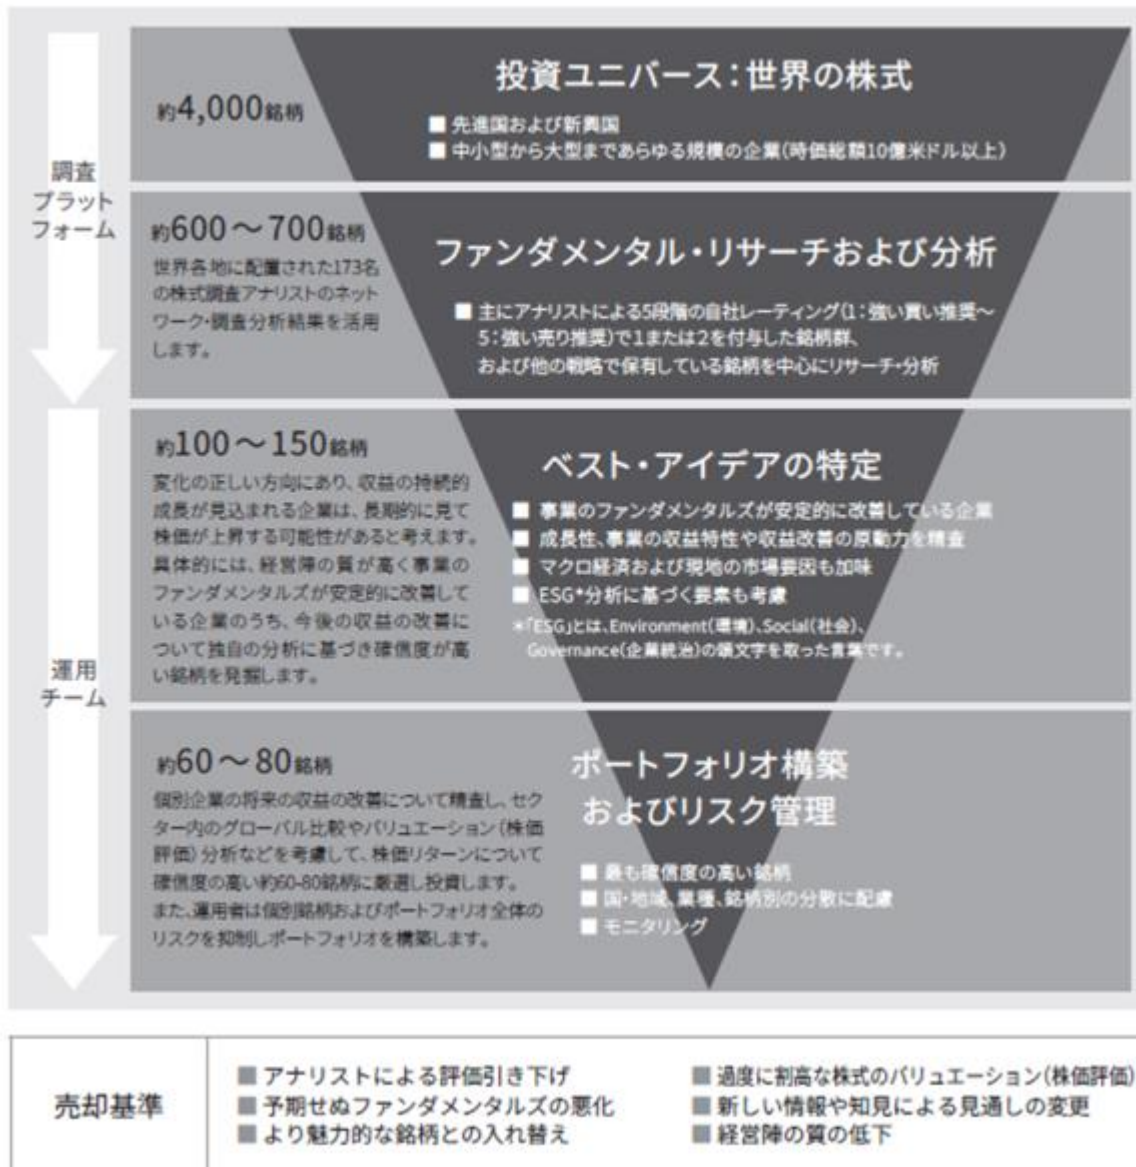 調査
プラット
フォーム
約4,000銘柄
投資ユニバース：世界の株式
■ 先進国および新興国
■ 中小型から大型まであらゆる規模の企業(時価総額10億米ドル以上)
約600～700銘柄
世界各地に配置された173名
の株式調査アナリストのネット
ワーク・調査分析結果を活用
します。
ファンダメンタル・リサーチおよび分析
■ 主にアナリストによる5段階の自社レーティング(1：強い買い推奨～
5：強い売り推奨)で1または2を付与した銘柄群、
および他の戦略で保有している銘柄を中心にリサーチ・分析
運用
チーム
約100～150銘柄
変化の正しい方向にあり、収益の持続的
成長が見込まれる企業は、長期的に見て
株価が上昇する可能性があると考えます。
具体的には、経営陣の質が高く事業の
ファンダメンタルズが安定的に改善して
いる企業のうち、今後の収益の改善に
ついて独自の分析に基づき確信度が高
い銘柄を発掘します。
ベスト・アイデアの特定
■ 事業のファンダメンタルズが安定的に改善している企業
■ 成長性、事業の収益特性や収益改善の原動力を精査
■ マクロ経済および現地の市場要因も加味
■ ESG*分析に基づく要素も考慮
*「ESG」とは、Environment(環境)、Social(社会)、
Governance(企業統治)の頭文字を取った言葉です。
約60～80銘柄
個別企業の将来の収益の改善について精査し、セク
ター内のグローバル比較やバリュエーション(株価
評価)分析などを考慮して、株価リターンについて
確信度の高い約60-80銘柄に厳選し投資します。
また、運用者は個別銘柄およびポートフォリオ全体の
リスクを抑制しポートフォリオを構築します。
ポートフォリオ構築
およびリスク管理
■ 最も確信度の高い銘柄
■ 国・地域、業種、銘柄別の分散に配慮
■ モニタリング
売却基準
■ アナリストによる評価引き下げ
■ 予期せぬファンダメンタルズの悪化
■ より魅力的な銘柄との入れ替え
■ 過度に割高な株式のバリュエーション(株価評価)
■ 新しい情報や知見による見通しの変更
■ 経営陣の質の低下